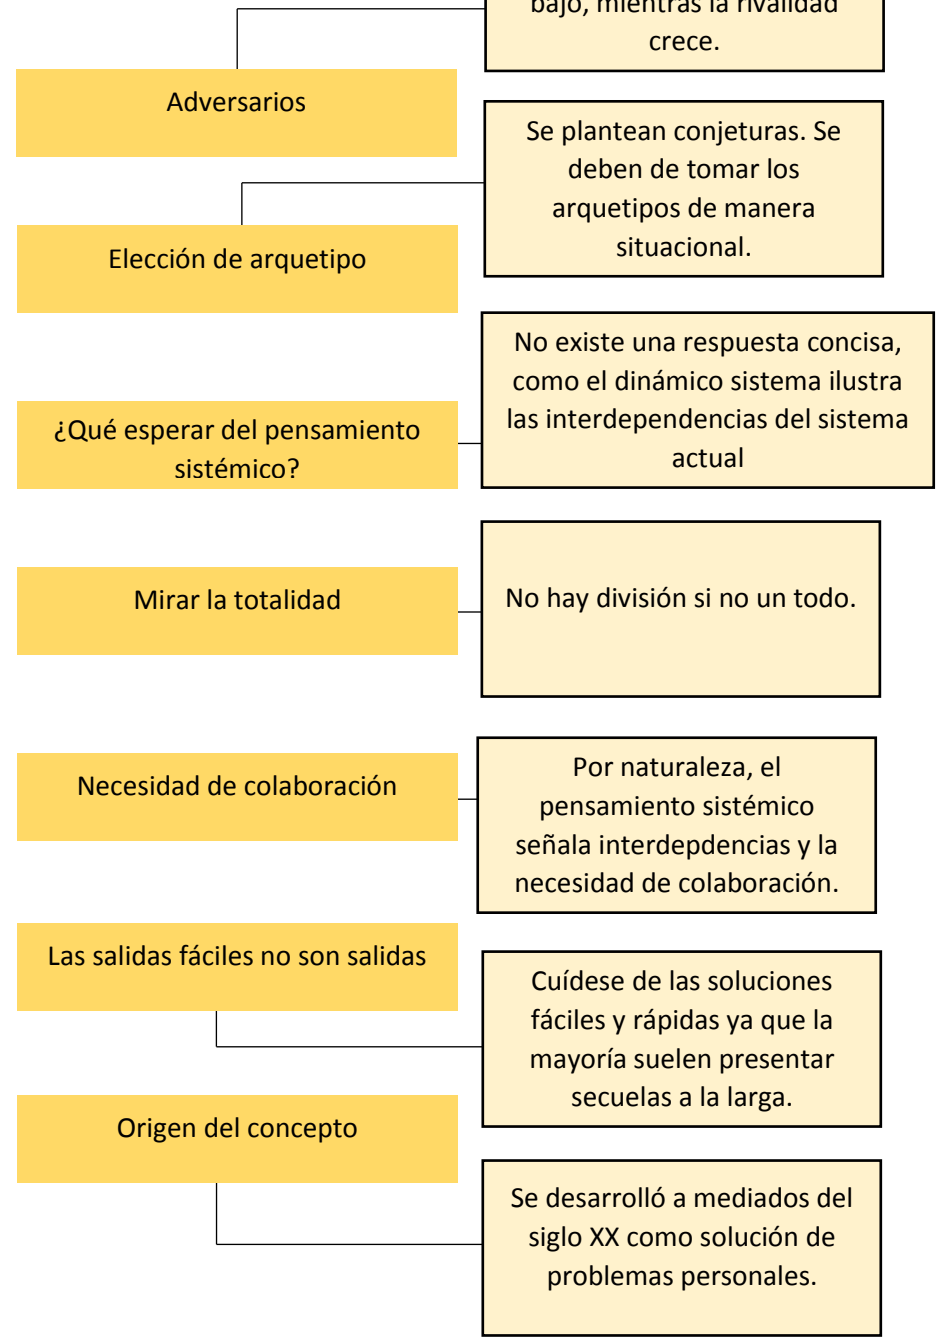 bajo, mientras la rivalidad
crece.
Adversarios
Se plantean conjeturas. Se
deben de tomar los
arquetipos de manera
situacional.
Elección de arquetipo
No existe una respuesta concisa,
como el dinámico sistema ilustra
las interdependencias del sistema
actual
¿Qué esperar del pensamiento
sistémico?
Mirar la totalidad
No hay división si no un todo.
Necesidad de colaboración
Por naturaleza, el
pensamiento sistémico
señala interdepdencias y la
necesidad de colaboración.
Las salidas fáciles no son salidas
Cuídese de las soluciones
fáciles y rápidas ya que la
mayoría suelen presentar
secuelas a la larga.
Origen del concepto
Se desarrolló a mediados del
siglo XX como solución de
problemas personales.